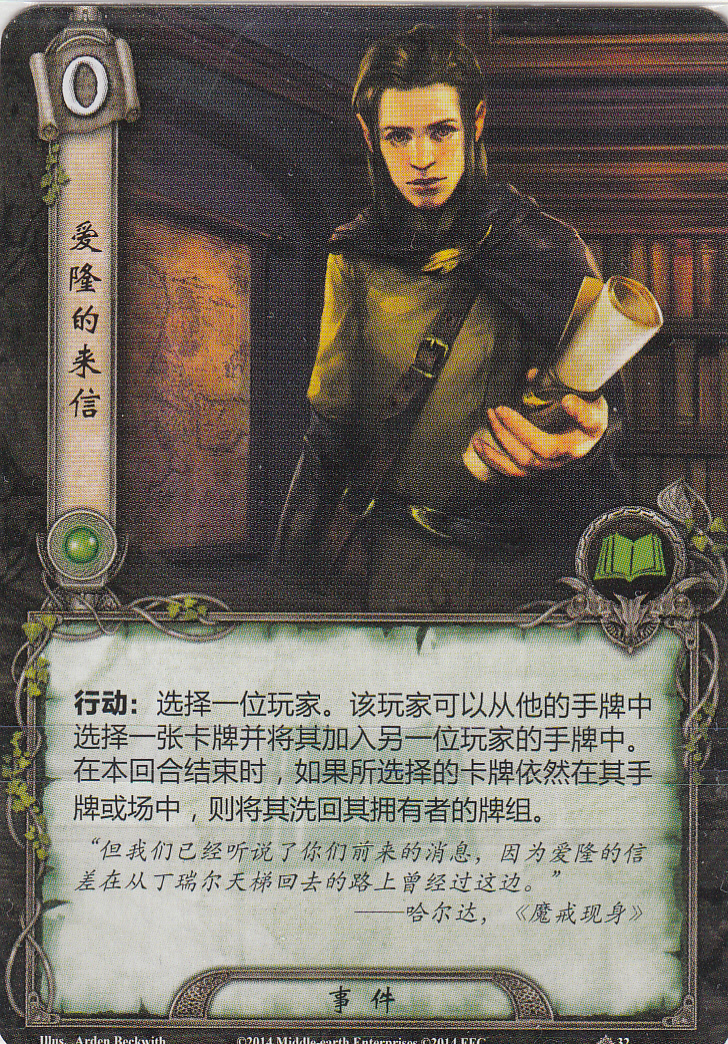 0
爱隆的来信
行动：选择一位玩家。该玩家可以从他的手牌中
选择一张卡牌并将其加入另一位玩家的手牌中。
在本回合结束时，如果所选择的卡牌依然在其手
牌或场中，则将其洗回其拥有者的牌组。
“但我们已经听说了你们前来的消息，因为爱隆的信
差在从丁瑞尔天梯回去的路上曾经过这边。”
——哈尔达，《魔戒现身》
事件
Illus. Arden Beckwith
©2014 Middle-earth Enterprises ©2014 FFG
32